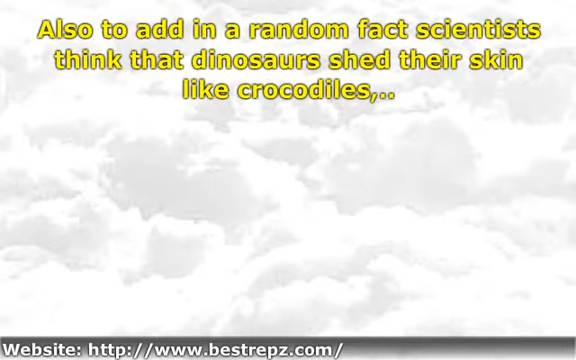 Also to add in a random fact scientists
think that dinosaurs shed their skin
like crocodiles,..
Website: http://www.bestrepz.com/